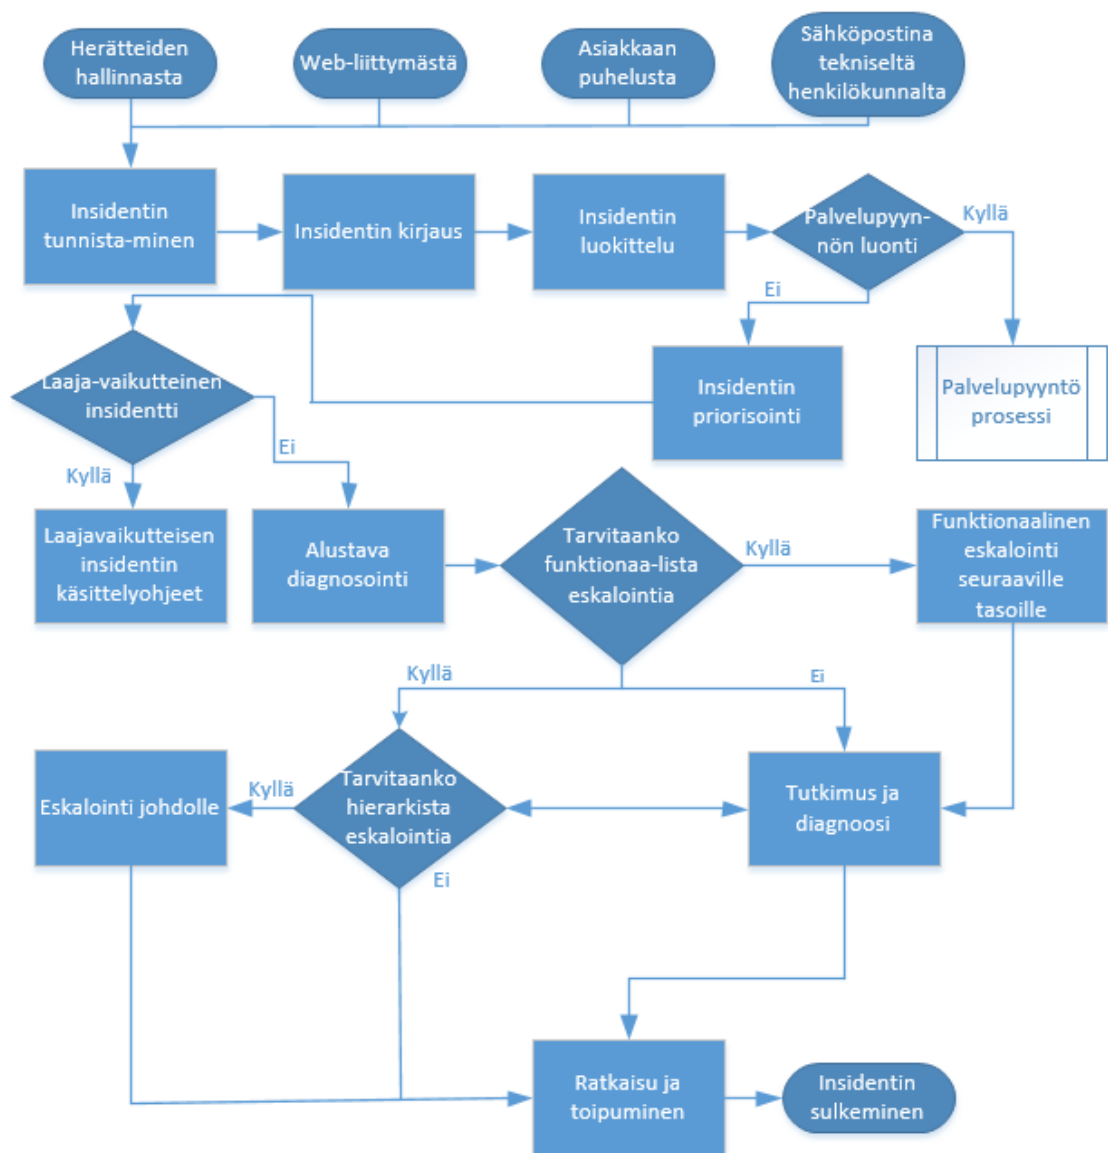 Herätteiden
hallinnasta
Web-liittymästä
Asiakkaan
puhelusta
Sähköpostina
tekniseltä
henkilökunnalta
Insidentin
tunnista-minen
Insidentin kirjaus
Insidentin
luokittelu
Palvelupyyn-
nön luonti
Kyllä
Ei
Laaja-vaikutteinen
insidentti
Insidentin
priorisointi
Palvelupyyntö
prosessi
Ei
Kyllä
Laajavaikutteisen
insidentin
käsittelyohjeet
Alustava
diagnosointi
Tarvitaanko
funktionaa-lista
eskalointia
Kyllä
Funktionaalinen
eskalointi
seuraaville
tasoille
Kyllä
Ei
Eskalointi johdolle
Kyllä
Tarvitaanko
hierarkista
eskalointia
Tutkimus ja
diagnoosi
Ei
Ratkaisu ja
toipuminen
Insidentin
sulkeminen